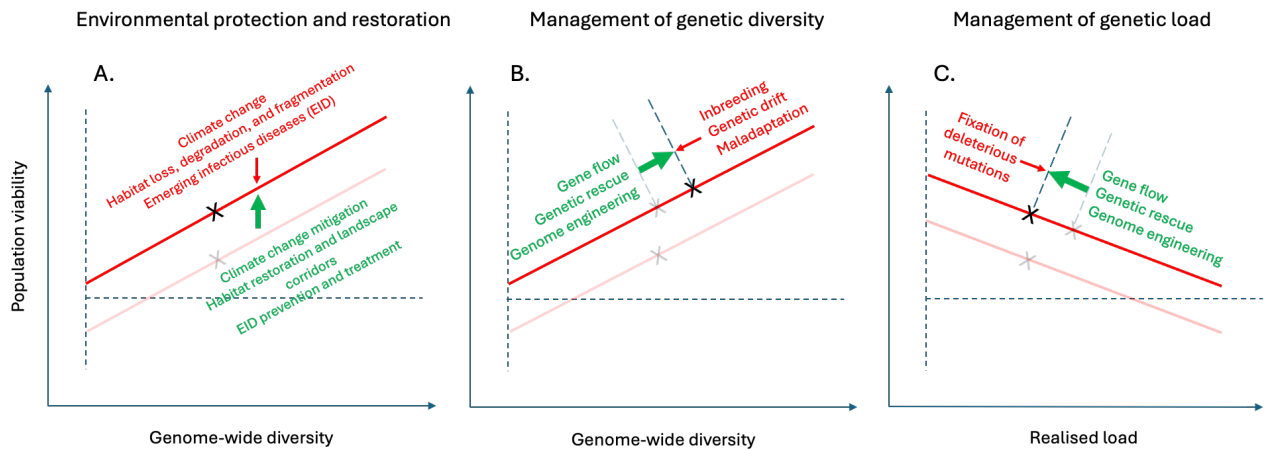 Environmental protection and restoration
Management of genetic diversity
Management of genetic load
A.
Climate change
Habitat loss, degradation, and fragmentation
Emerging infectious diseases (EID)
Climate change mitigation
Habitat restoration and landscape
corridors
EID prevention and treatment
Population viability
Genome-wide diversity
B.
Inbreeding
Genetic drift
Maladaptation
Gene flow
Genetic rescue
Genome engineering
Genome-wide diversity
C.
Fixation of
deleterious
mutations
Gene flow
Genetic rescue
Genome engineering
Realised load